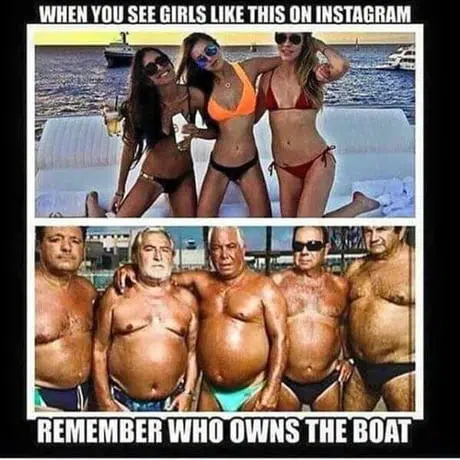 WHEN YOU SEE GIRLS LIKE THIS ON INSTAGRAM
REMEMBER WHO OWNS THE BOAT